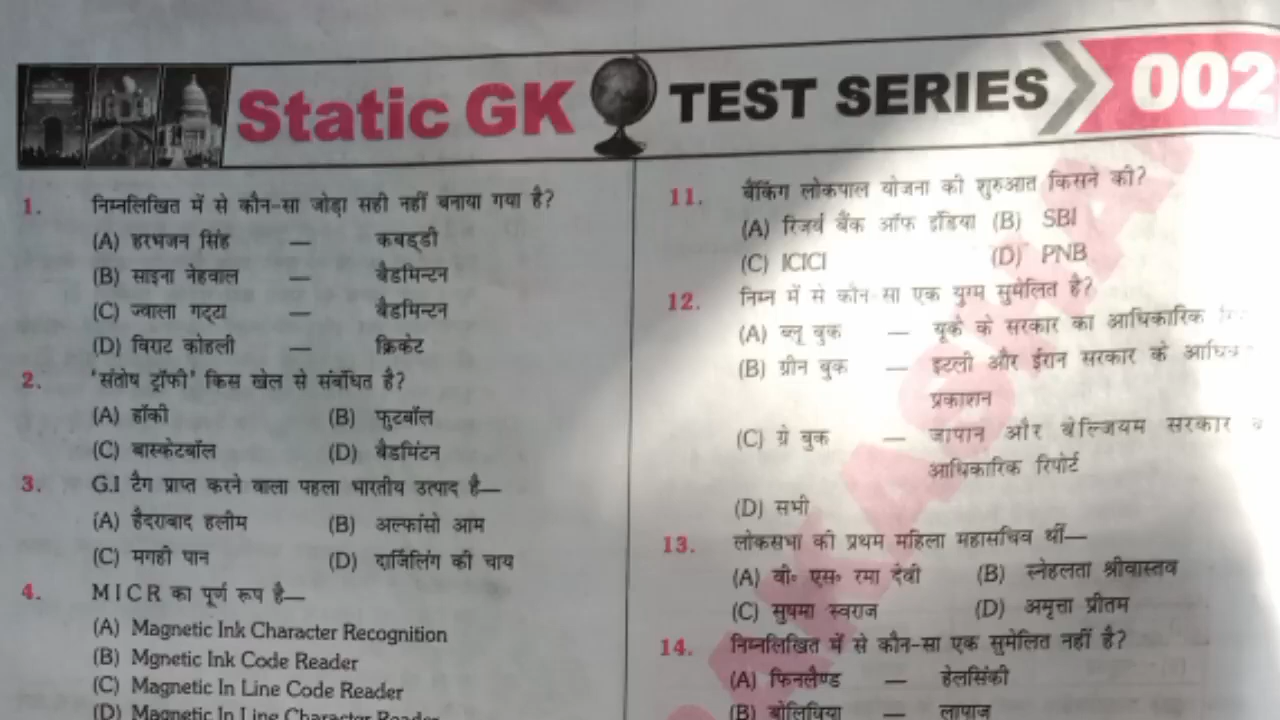 Static GK TEST SERIES 002
1. निम्नलिखित में से कौन-सा जोड़ा सही नहीं बनाया गया है?
(A) हरभजन सिंह — कबड्डी
(B) साइना नेहवाल — बैडमिन्टन
(C) ज्वाला गट्टा — बैडमिन्टन
(D) विराट कोहली — क्रिकेट
2. 'संतोष ट्रॉफी' किस खेल से संबंधित है?
(A) हॉकी (B) फुटबॉल
(C) बास्केटबॉल (D) बैडमिंटन
3. G.I टैग प्राप्त करने वाला पहला भारतीय उत्पाद है—
(A) हैदराबाद हलीम (B) अल्फांसो आम
(C) मगही पान (D) दार्जिलिंग की चाय
4. MICR का पूर्ण रूप है—
(A) Magnetic Ink Character Recognition
(B) Mgnetic Ink Code Reader
(C) Magnetic In Line Code Reader
(D) Magnetic In Line Character Reader
11. बैंकिंग लोकपाल योजना की शुरुआत किसने की?
(A) रिजर्व बैंक ऑफ इंडिया (B) SBI
(C) ICICI (D) PNB
12. निम्न में से कौन-सा एक युग्म सुमेलित है?
(A) ब्लू बुक — यूके के सरकार का आधिकारिक
(B) ग्रीन बुक — इटली और ईरान सरकार के
प्रकाशन
(C) ग्रे बुक — जापान और बेल्जियम सरकार
आधिकारिक रिपोर्ट
(D) सभी
13. लोकसभा की प्रथम महिला महासचिव थीं—
(A) वी॰ एस॰ रमा देवी (B) स्नेहलता श्रीवास्तव
(C) सुषमा स्वराज (D) अमृता प्रीतम
14. निम्नलिखित में से कौन-सा एक सुमेलित नहीं है?
(A) फिनलैण्ड — हेलसिंकी
(B) बोलिविया — लापाज